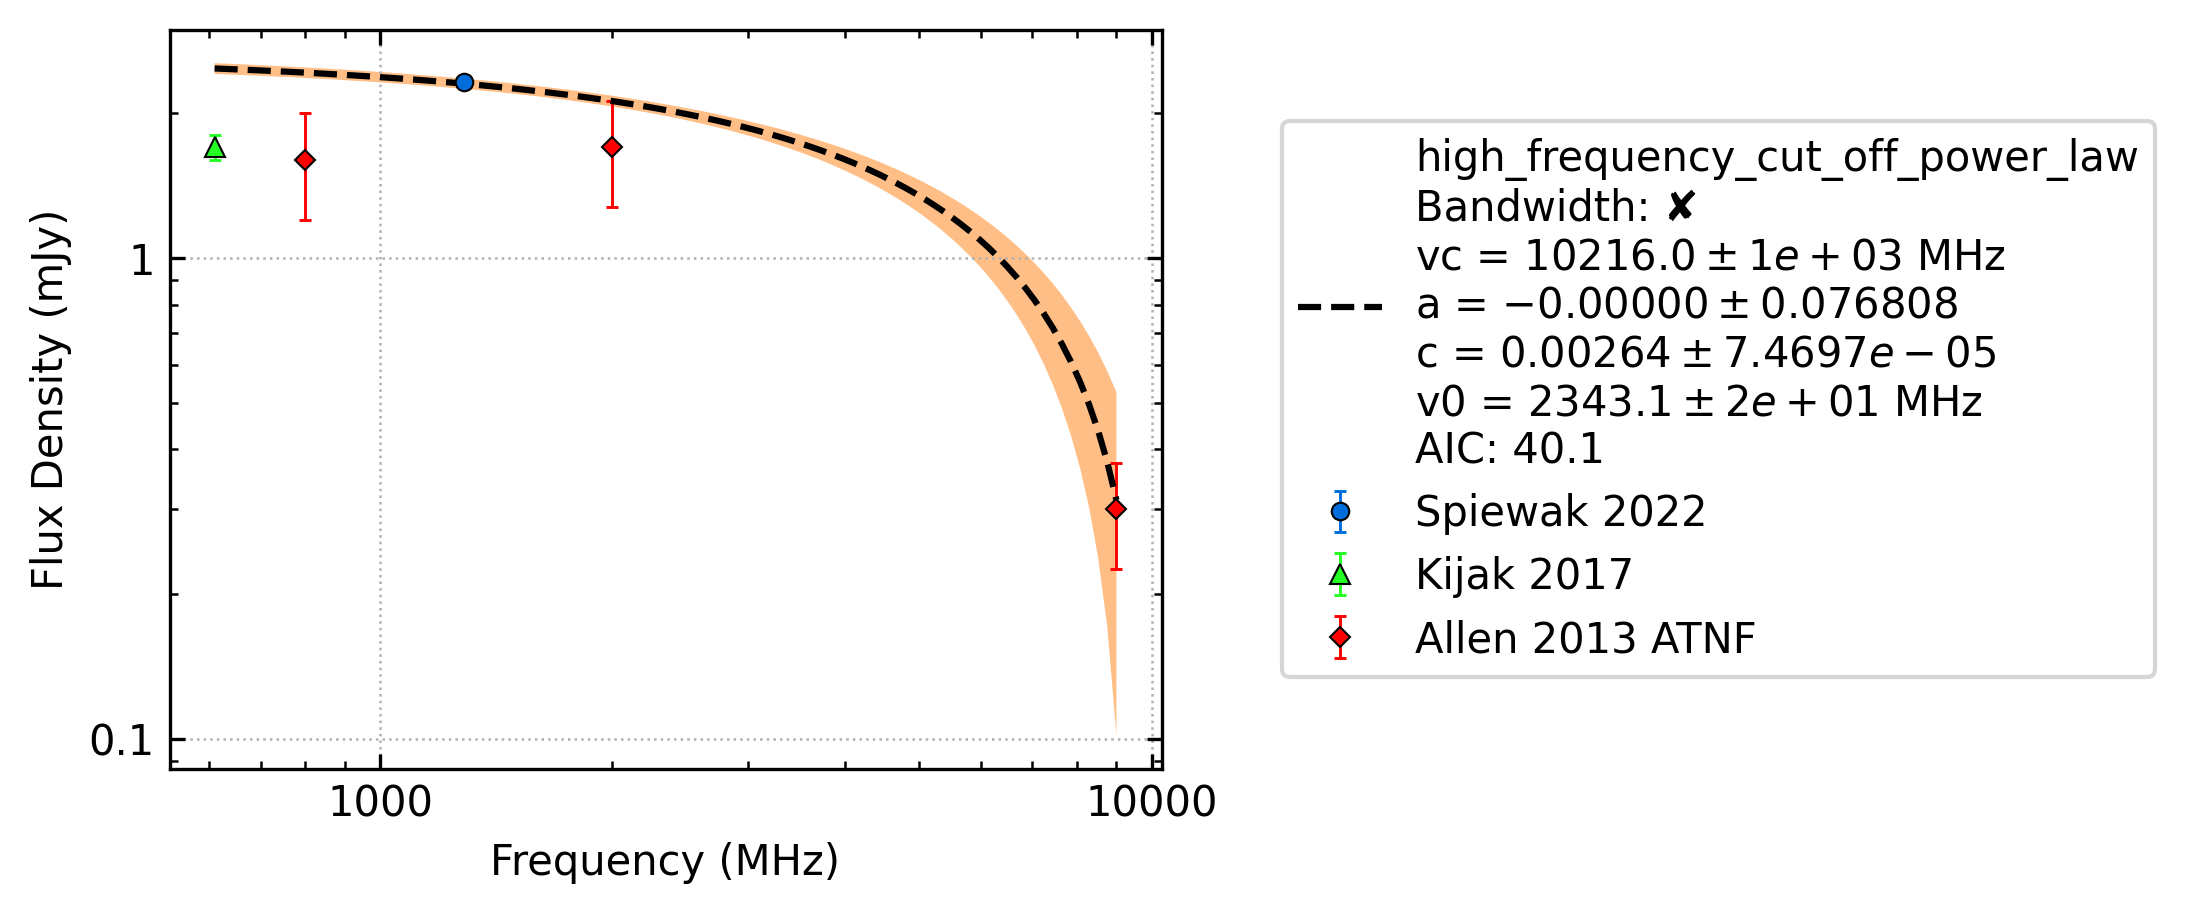 Flux Density (mJy)
1
0.1
1000
10000
Frequency (MHz)
high_frequency_cut_off_power_law
Bandwidth: ✘
vc = 10216.0 ± 1e + 03 MHz
a = −0.00000 ± 0.076808
c = 0.00264 ± 7.4697e − 05
v0 = 2343.1 ± 2e + 01 MHz
AIC: 40.1
Spiewak 2022
Kijak 2017
Allen 2013 ATNF